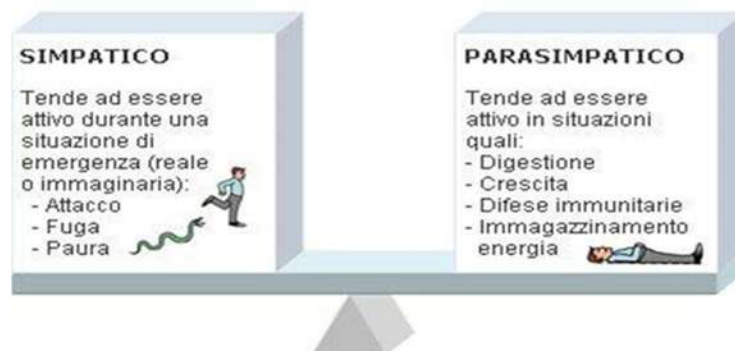 SIMPATICO
Tende ad essere
attivo durante una
situazione di
emergenza (reale
o immaginaria):
- Attacco
- Fuga
- Paura
PARASIMPATICO
Tende ad essere
attivo in situazioni
quali:
- Digestione
- Crescita
- Difese immunitarie
- Immagazzinamento
energia